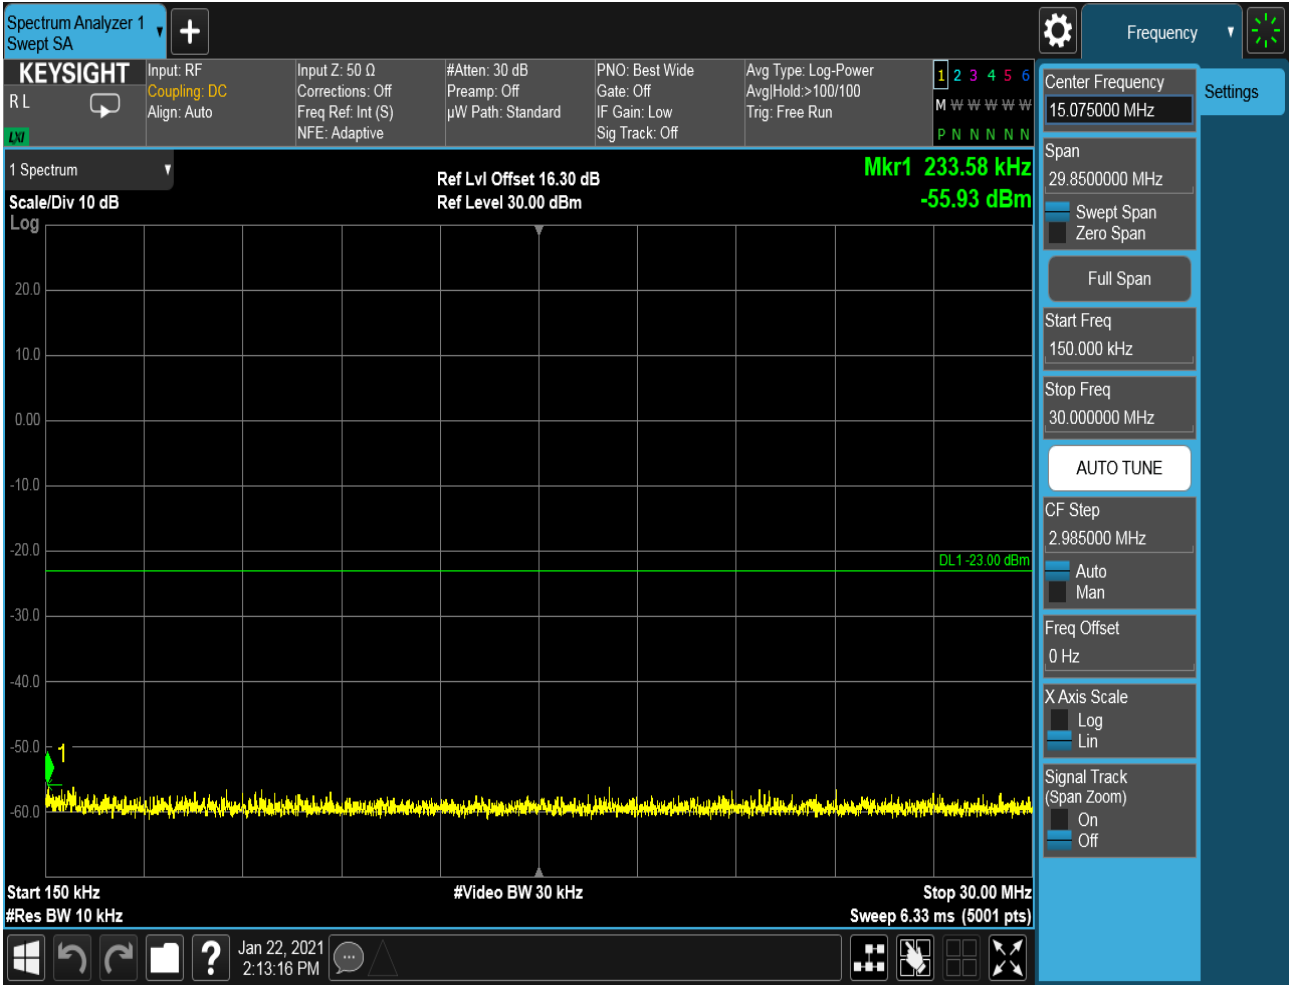 Spectrum Analyzer 1
Swept SA
Frequency
KEYSIGHT
R L
LXI
Input: RF
Coupling: DC
Align: Auto
Input Z: 50 Ω
Corrections: Off
Freq Ref: Int (S)
NFE: Adaptive
#Atten: 30 dB
Preamp: Off
µW Path: Standard
PNO: Best Wide
Gate: Off
IF Gain: Low
Sig Track: Off
Avg Type: Log-Power
Avg|Hold:>100/100
Trig: Free Run
1 2 3 4 5 6
M W W W W W
P N N N N N
1 Spectrum
Scale/Div 10 dB
Log
Ref Lvl Offset 16.30 dB
Ref Level 30.00 dBm
Mkr1 233.58 kHz
-55.93 dBm
20.0
10.0
0.00
-10.0
-20.0
DL1 -23.00 dBm
-30.0
-40.0
-50.0
1
-60.0
Start 150 kHz
#Video BW 30 kHz
Stop 30.00 MHz
#Res BW 10 kHz
Sweep 6.33 ms (5001 pts)
Center Frequency
15.075000 MHz
Settings
Span
29.8500000 MHz
Swept Span
Zero Span
Full Span
Start Freq
150.000 kHz
Stop Freq
30.000000 MHz
AUTO TUNE
CF Step
2.985000 MHz
Auto
Man
Freq Offset
0 Hz
X Axis Scale
Log
Lin
Signal Track
(Span Zoom)
On
Off
?
Jan 22, 2021
2:13:16 PM